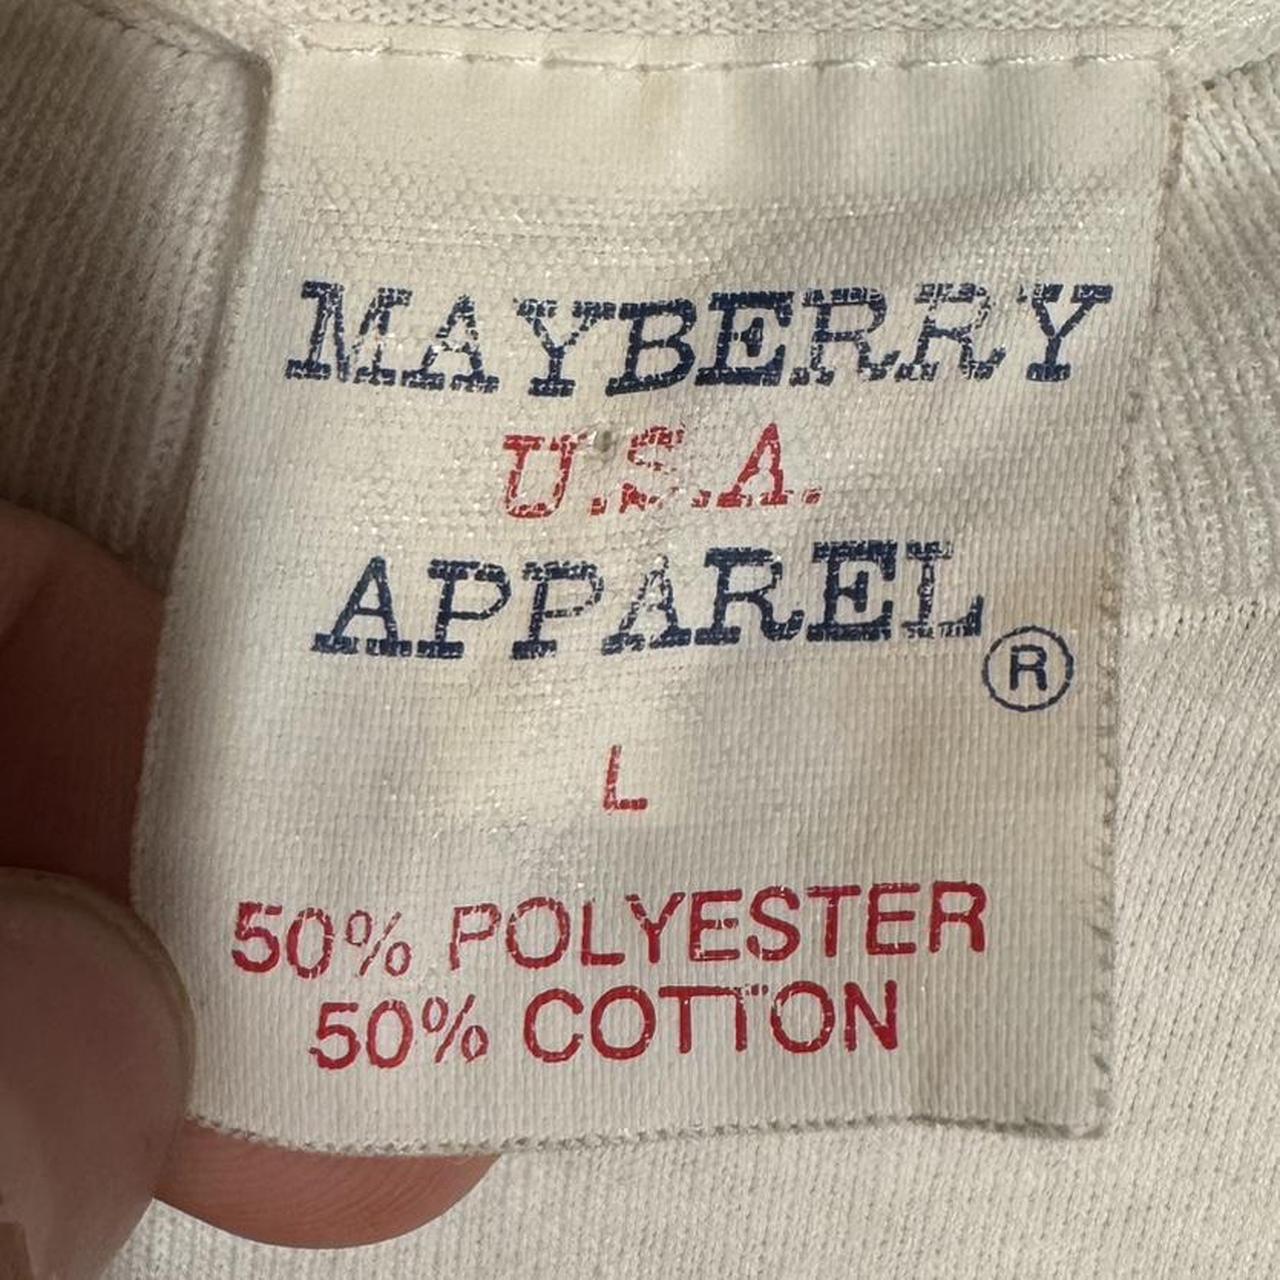 MAYBERRY
U.S.A.
APPAREL®
L
50% POLYESTER
50% COTTON